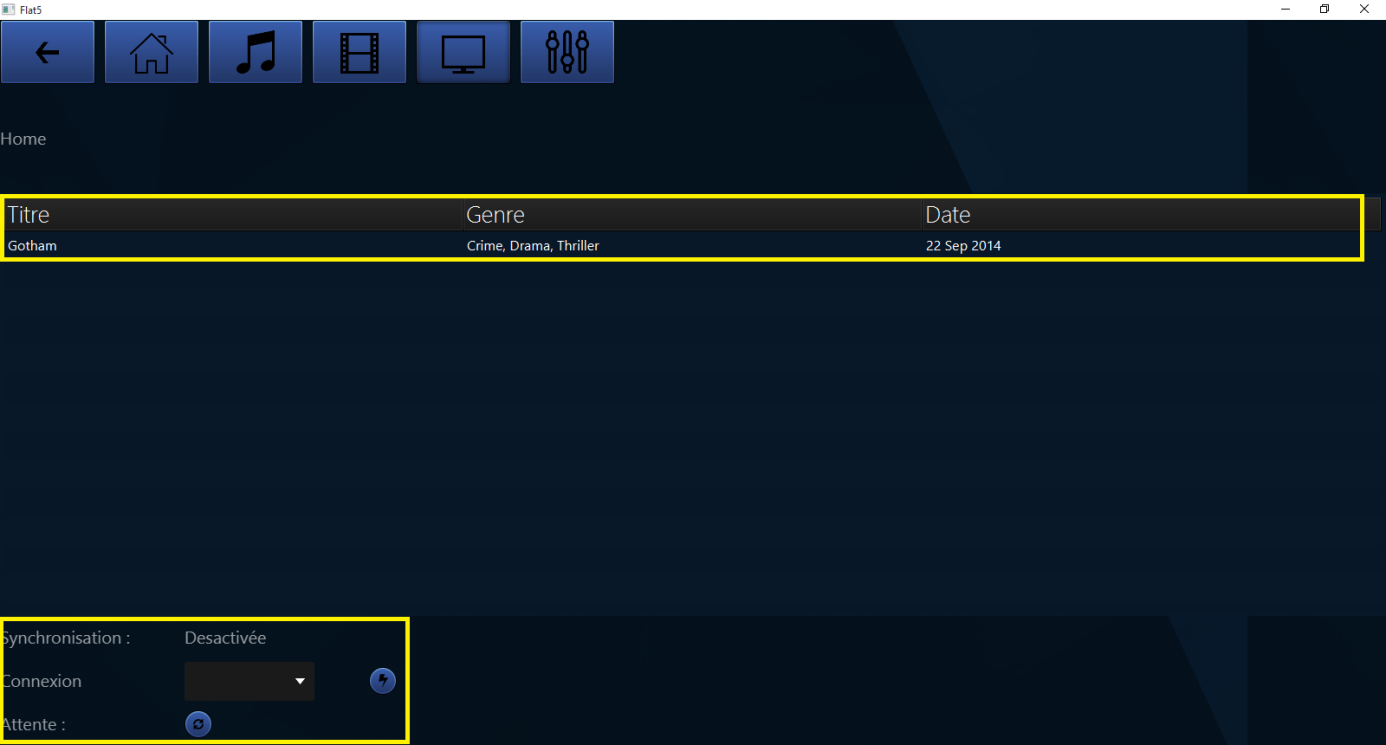 Flat5
Home
Titre Genre Date
Gotham Crime, Drama, Thriller 22 Sep 2014
Synchronisation : Desactivée
Connexion
Attente :